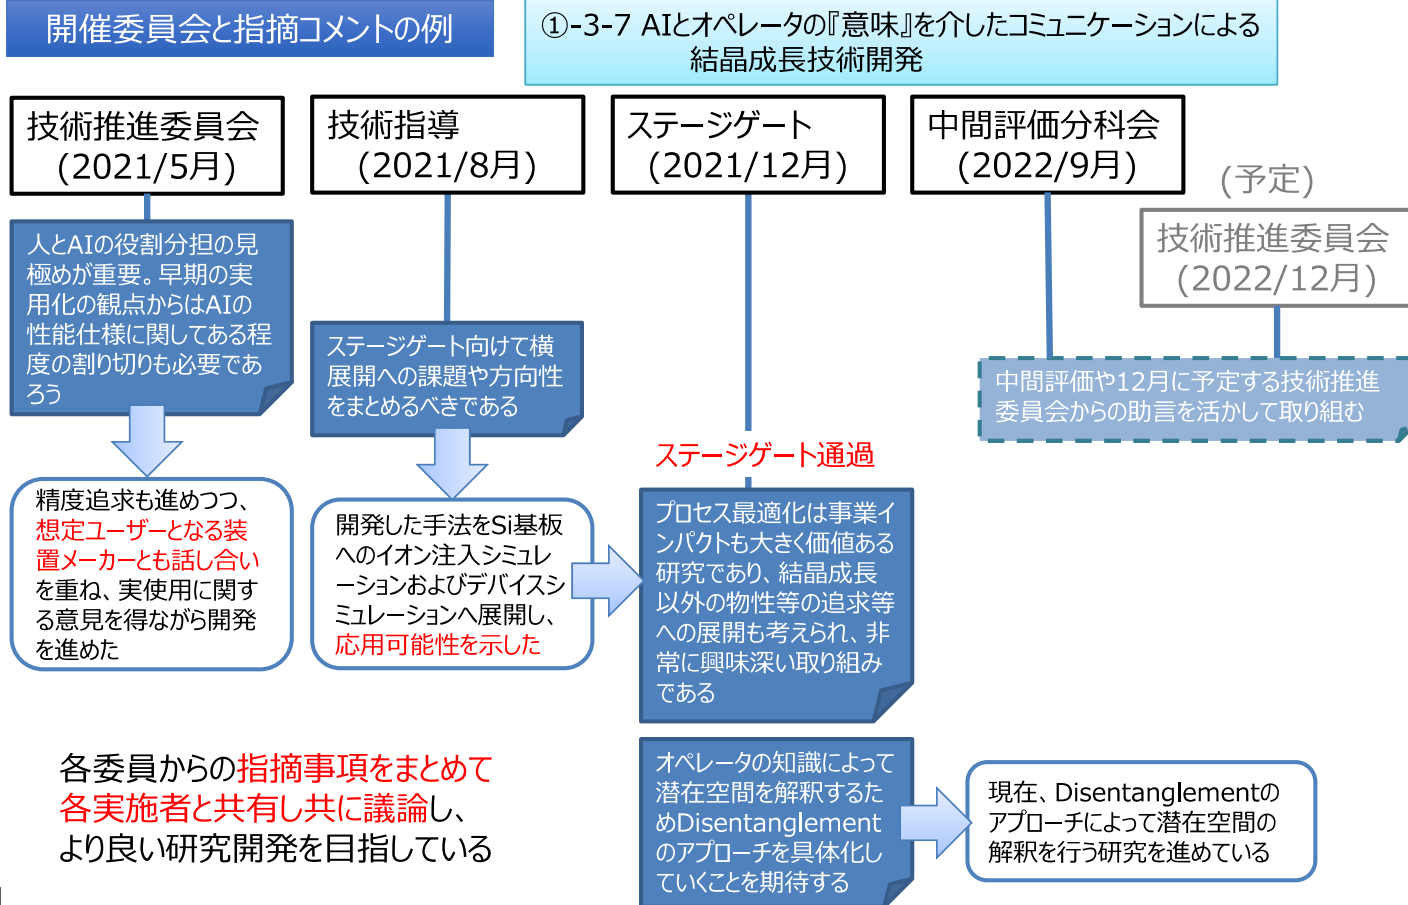 開催委員会と指摘コメントの例
①-3-7 AIとオペレータの『意味』を介したコミュニケーションによる
結晶成長技術開発
技術推進委員会
(2021/5月)
人とAIの役割分担の見
極めが重要。早期の実
用化の観点からはAIの
性能仕様に関してある程
度の割り切りも必要であ
ろう
精度追求も進めつつ、
想定ユーザーとなる装
置メーカーとも話し合い
を重ね、実使用に関す
る意見を得ながら開発
を進めた
技術指導
(2021/8月)
ステージゲート向けて横
展開への課題や方向性
をまとめるべきである
開発した手法をSi基板
へのイオン注入シミュレ
ーションおよびデバイスシ
ミュレーションへ展開し、
応用可能性を示した
ステージゲート
(2021/12月)
ステージゲート通過
プロセス最適化は事業イ
ンパクトも大きく価値ある
研究であり、結晶成長
以外の物性等の追求等
への展開も考えられ、非
常に興味深い取り組み
である
オペレータの知識によって
潜在空間を解釈するた
めDisentanglement
のアプローチを具体化し
ていくことを期待する
現在、Disentanglementの
アプローチによって潜在空間の
解釈を行う研究を進めている
中間評価分科会
(2022/9月)
(予定)
技術推進委員会
(2022/12月)
中間評価や12月に予定する技術推進
委員会からの助言を活かして取り組む
各委員からの指摘事項をまとめて
各実施者と共有し共に議論し、
より良い研究開発を目指している